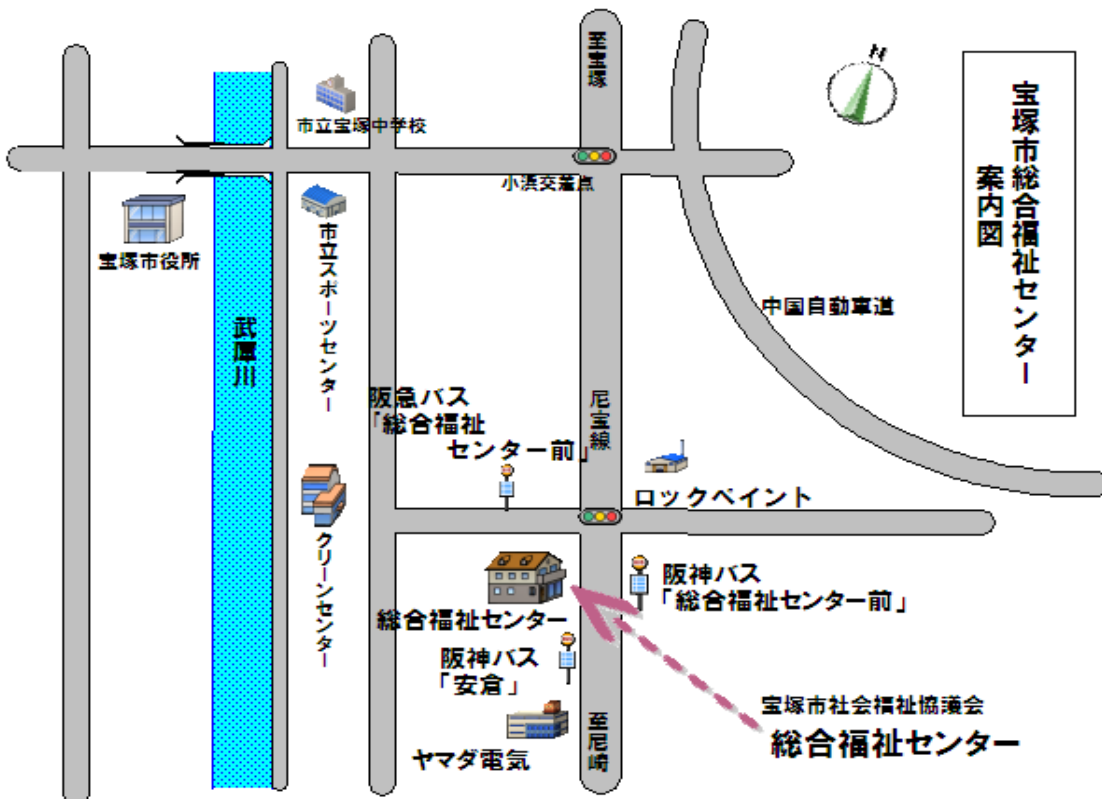 宝塚市総合福祉センター
案内図
N
至宝塚
市立宝塚中学校
小浜交差点
宝塚市役所
市立スポーツセンター
武庫川
中国自動車道
阪急バス
「総合福祉
センター前」
尼宝線
ロックペイント
クリーンセンター
総合福祉センター
阪神バス
「総合福祉センター前」
阪神バス
「安倉」
ヤマダ電気
至尼崎
宝塚市社会福祉協議会
総合福祉センター